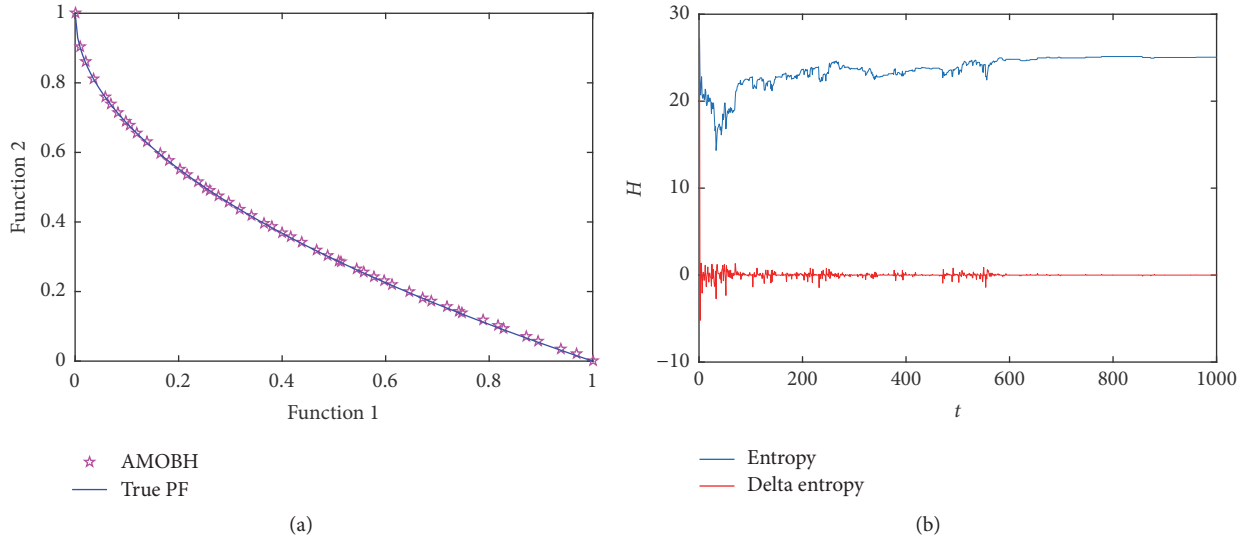 1
0.8
0.6
0.4
0.2
0
Function 2
0
0.2
0.4
0.6
0.8
1
Function 1
AMOBH
True PF
(a)
30
20
10
0
−10
H
0
200
400
600
800
1000
t
Entropy
Delta entropy
(b)